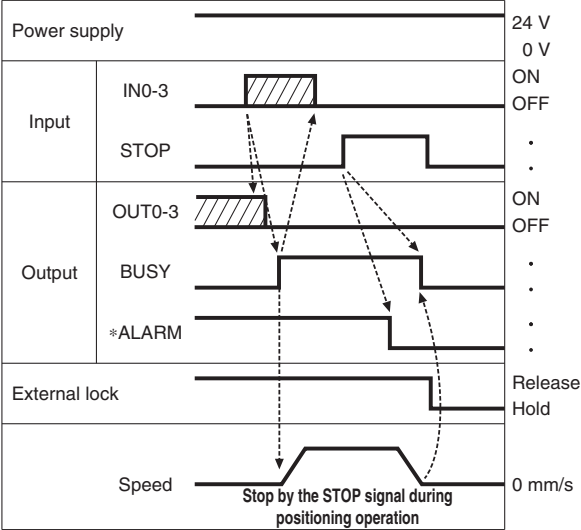 Power supply
24 V
0 V
Input
IN0-3
ON
OFF
STOP
Output
OUT0-3
ON
OFF
BUSY
*ALARM
External lock
Release
Hold
Speed
0 mm/s
Stop by the STOP signal during
positioning operation